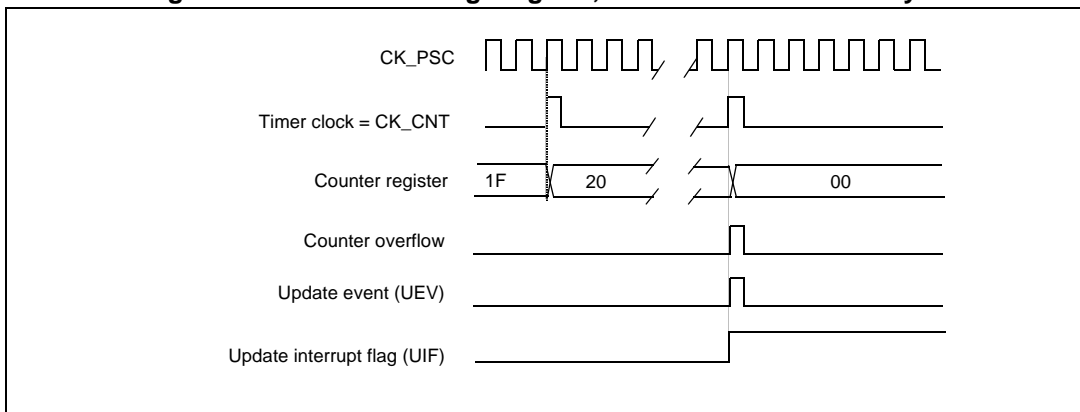 CK_PSC
Timer clock = CK_CNT
Counter register 1F 20 00
Counter overflow
Update event (UEV)
Update interrupt flag (UIF)